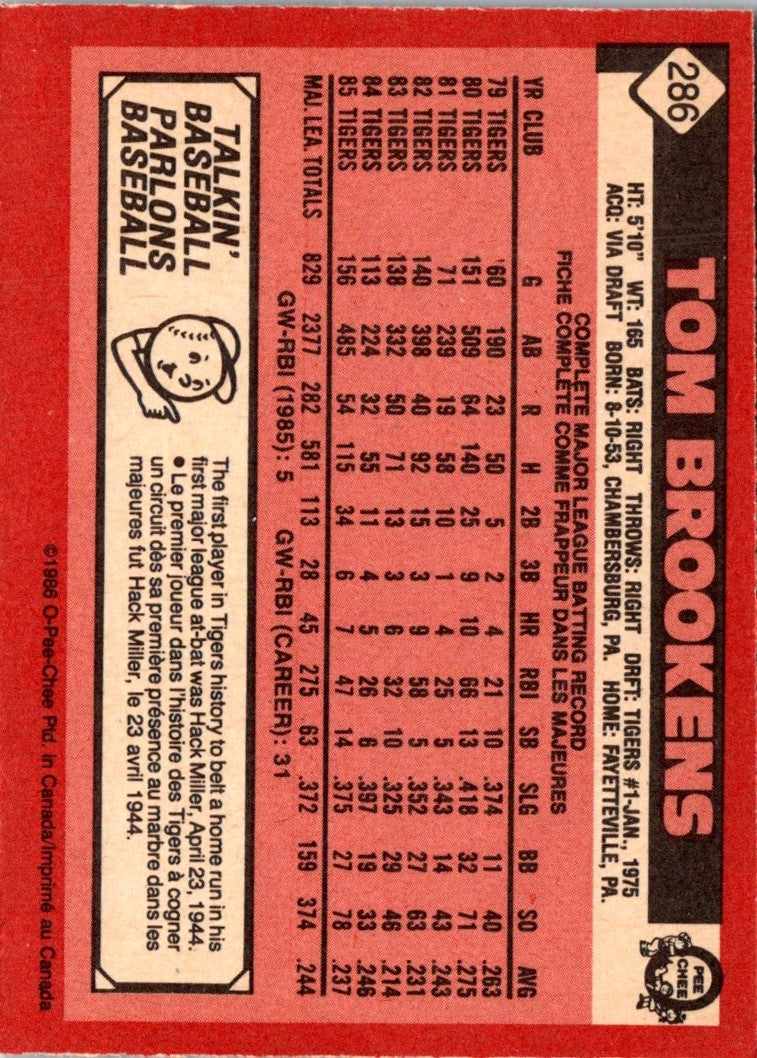 286
TOM BROOKENS
O PEE CHEE
HT: 5'10" WT: 165 BATS: RIGHT THROWS: RIGHT DRFT: TIGERS #1-JAN., 1975
ACQ: VIA DRAFT BORN: 8-10-53, CHAMBERSBURG, PA. HOME: FAYETTEVILLE, PA.
COMPLETE MAJOR LEAGUE BATTING RECORD
FICHE COMPLÈTE COMME FRAPPEUR DANS LES MAJEURES
YR CLUB G AB R H 2B 3B HR RBI SB SLG BB SO AVG
79 TIGERS 60 190 23 50 5 2 4 21 10 .374 11 40 .263
80 TIGERS 151 509 64 140 25 9 10 66 13 .418 32 71 .275
81 TIGERS 71 239 19 58 10 1 4 25 5 .343 14 43 .243
82 TIGERS 140 398 40 92 15 3 9 58 5 .352 27 63 .231
83 TIGERS 138 332 50 71 13 3 6 32 10 .325 29 46 .214
84 TIGERS 113 224 32 55 11 4 5 26 6 .397 19 33 .246
85 TIGERS 156 485 54 115 34 6 7 47 14 .375 27 78 .237
MAJ. LEA. TOTALS 829 2377 282 581 113 28 45 275 63 .372 159 374 .244
GW-RBI (1985): 5 GW-RBI (CAREER): 31
TALKIN'
BASEBALL
PARLONS
BASEBALL
The first player in Tigers history to belt a home run in his
first major league at-bat was Hack Miller, April 23, 1944.
● Le premier joueur dans l'histoire des Tigers à cogner
un circuit dès sa première présence au marbre dans les
majeures fut Hack Miller, le 23 avril 1944.
©1986 O-Pee-Chee Ptd. in Canada/Imprimé au Canada